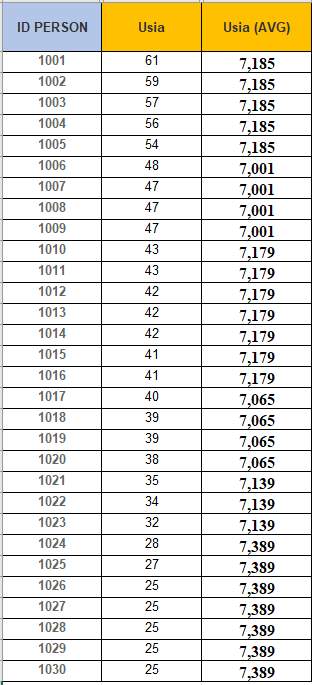 ID PERSON Usia Usia (AVG)
1001 61 7,185
1002 59 7,185
1003 57 7,185
1004 56 7,185
1005 54 7,185
1006 48 7,001
1007 47 7,001
1008 47 7,001
1009 47 7,001
1010 43 7,179
1011 43 7,179
1012 42 7,179
1013 42 7,179
1014 42 7,179
1015 41 7,179
1016 41 7,179
1017 40 7,065
1018 39 7,065
1019 39 7,065
1020 38 7,065
1021 35 7,139
1022 34 7,139
1023 32 7,139
1024 28 7,389
1025 27 7,389
1026 25 7,389
1027 25 7,389
1028 25 7,389
1029 25 7,389
1030 25 7,389